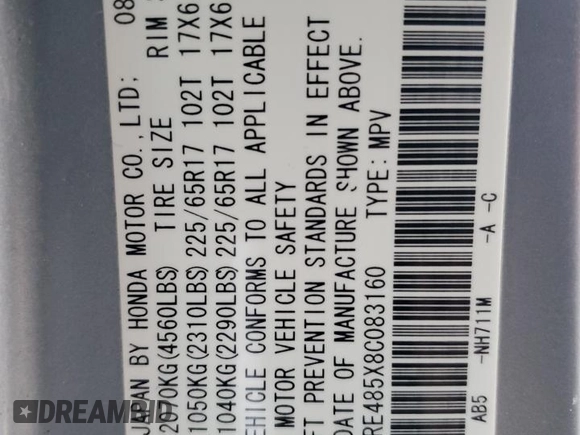 JAPAN BY HONDA MOTOR CO.,LTD; 08
2070KG(4560LBS) TIRE SIZE RIM
1050KG(2310LBS) 225/65R17 102T 17X6
1040KG(2290LBS) 225/65R17 102T 17X6
EHICLE CONFORMS TO ALL APPLICABLE
MOTOR VEHICLE SAFETY
FT PREVENTION STANDARDS IN EFFECT
DATE OF MANUFACTURE SHOWN ABOVE.
RE485X8C083160 TYPE: MPV
AB5 -NH711M -A -C
DREAMBID.COM